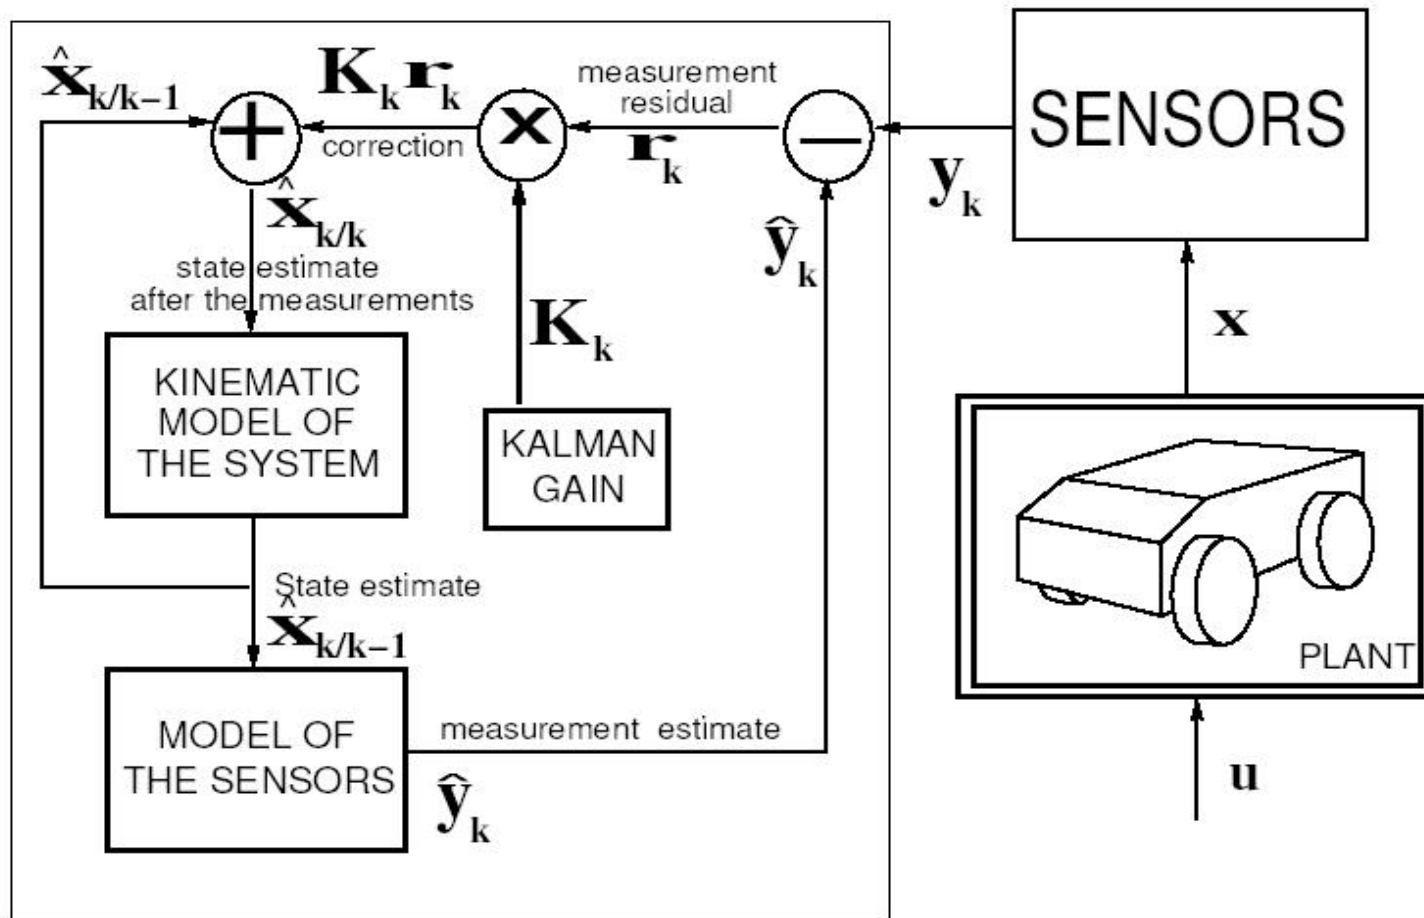 x̂k/k−1
Kk rk
correction
measurement
residual
rk
yk
SENSORS
x̂k/k
state estimate
after the measurements
ŷk
Kk
x
KINEMATIC
MODEL OF
THE SYSTEM
KALMAN
GAIN
State estimate
x̂k/k−1
PLANT
MODEL OF
THE SENSORS
measurement estimate
ŷk
u
+
×
−